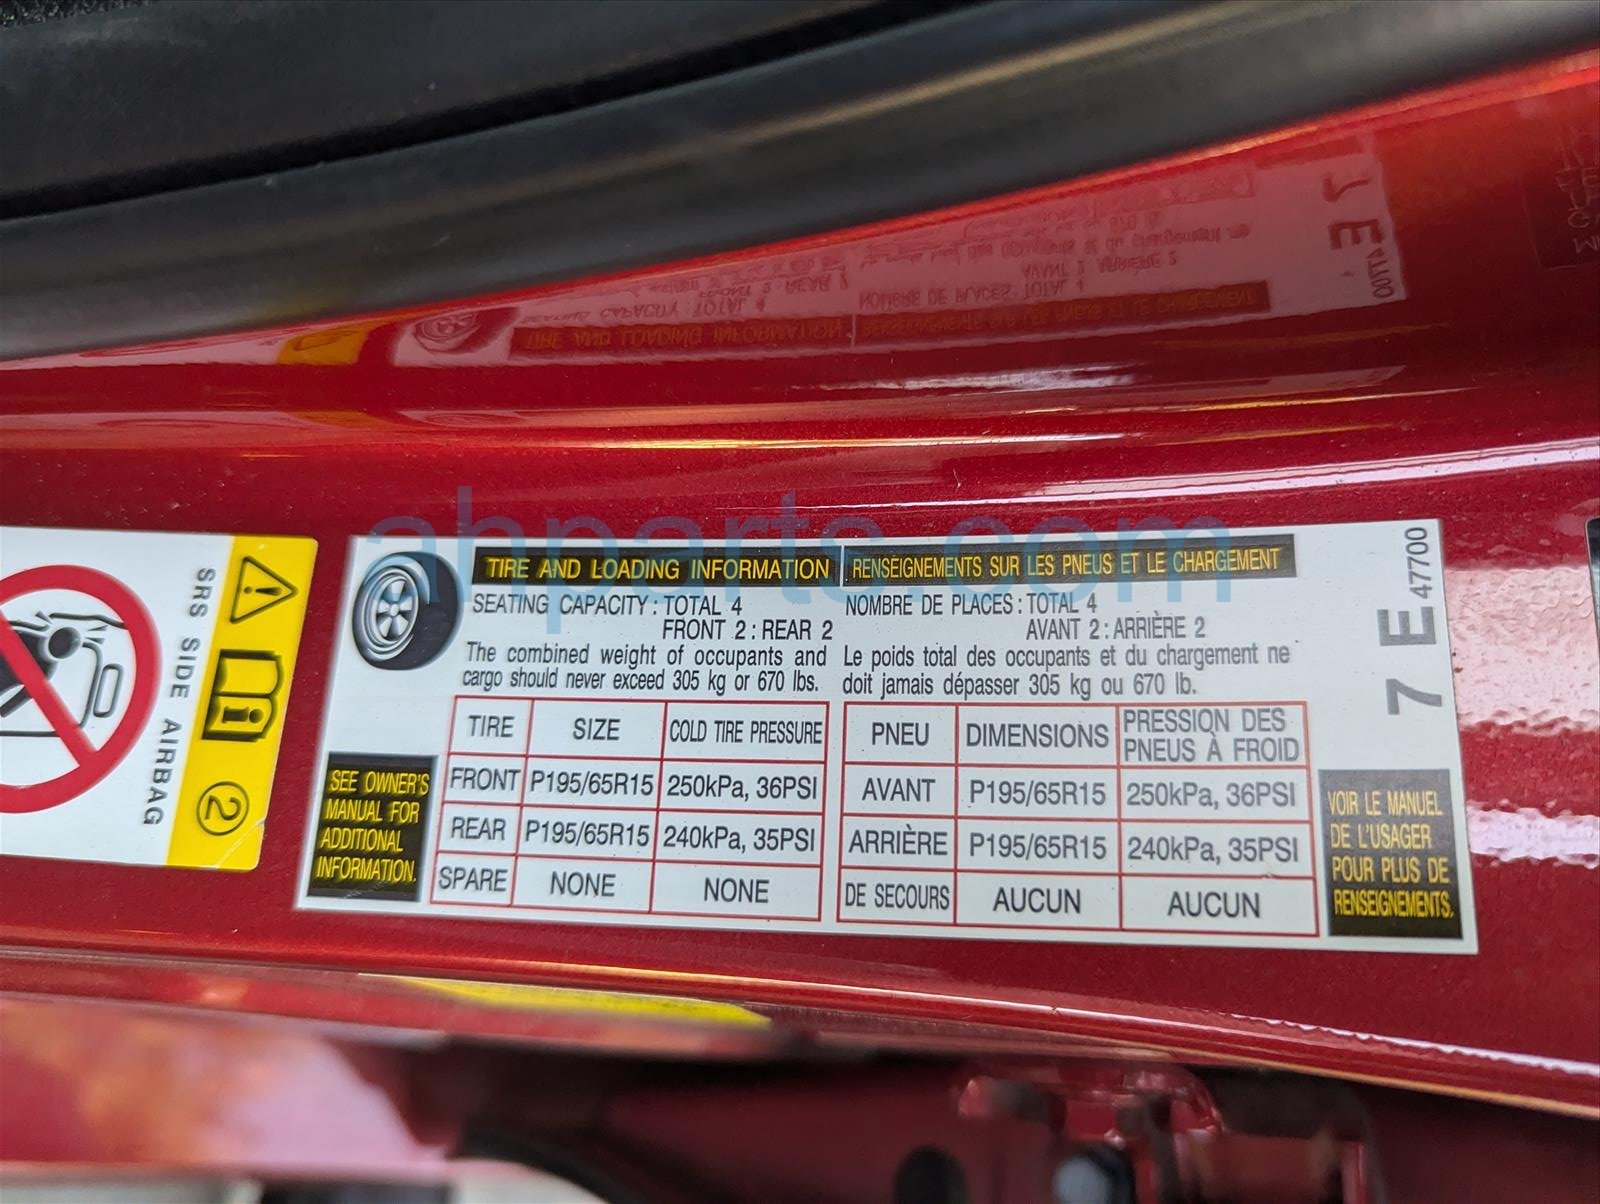 TIRE AND LOADING INFORMATION
SEATING CAPACITY : TOTAL 4
FRONT 2 : REAR 2
The combined weight of occupants and
cargo should never exceed 305 kg or 670 lbs.
TIRE SIZE COLD TIRE PRESSURE
FRONT P195/65R15 250kPa, 36PSI
REAR P195/65R15 240kPa, 35PSI
SPARE NONE NONE
SEE OWNER'S
MANUAL FOR
ADDITIONAL
INFORMATION.
RENSEIGNEMENTS SUR LES PNEUS ET LE CHARGEMENT
NOMBRE DE PLACES : TOTAL 4
AVANT 2 : ARRIÈRE 2
Le poids total des occupants et du chargement ne
doit jamais dépasser 305 kg ou 670 lb.
PNEU DIMENSIONS PRESSION DES
PNEUS À FROID
AVANT P195/65R15 250kPa, 36PSI
ARRIÈRE P195/65R15 240kPa, 35PSI
DE SECOURS AUCUN AUCUN
VOIR LE MANUEL
DE L'USAGER
POUR PLUS DE
RENSEIGNEMENTS.
7 E 47700
SRS SIDE AIRBAG
2
ahparts.com